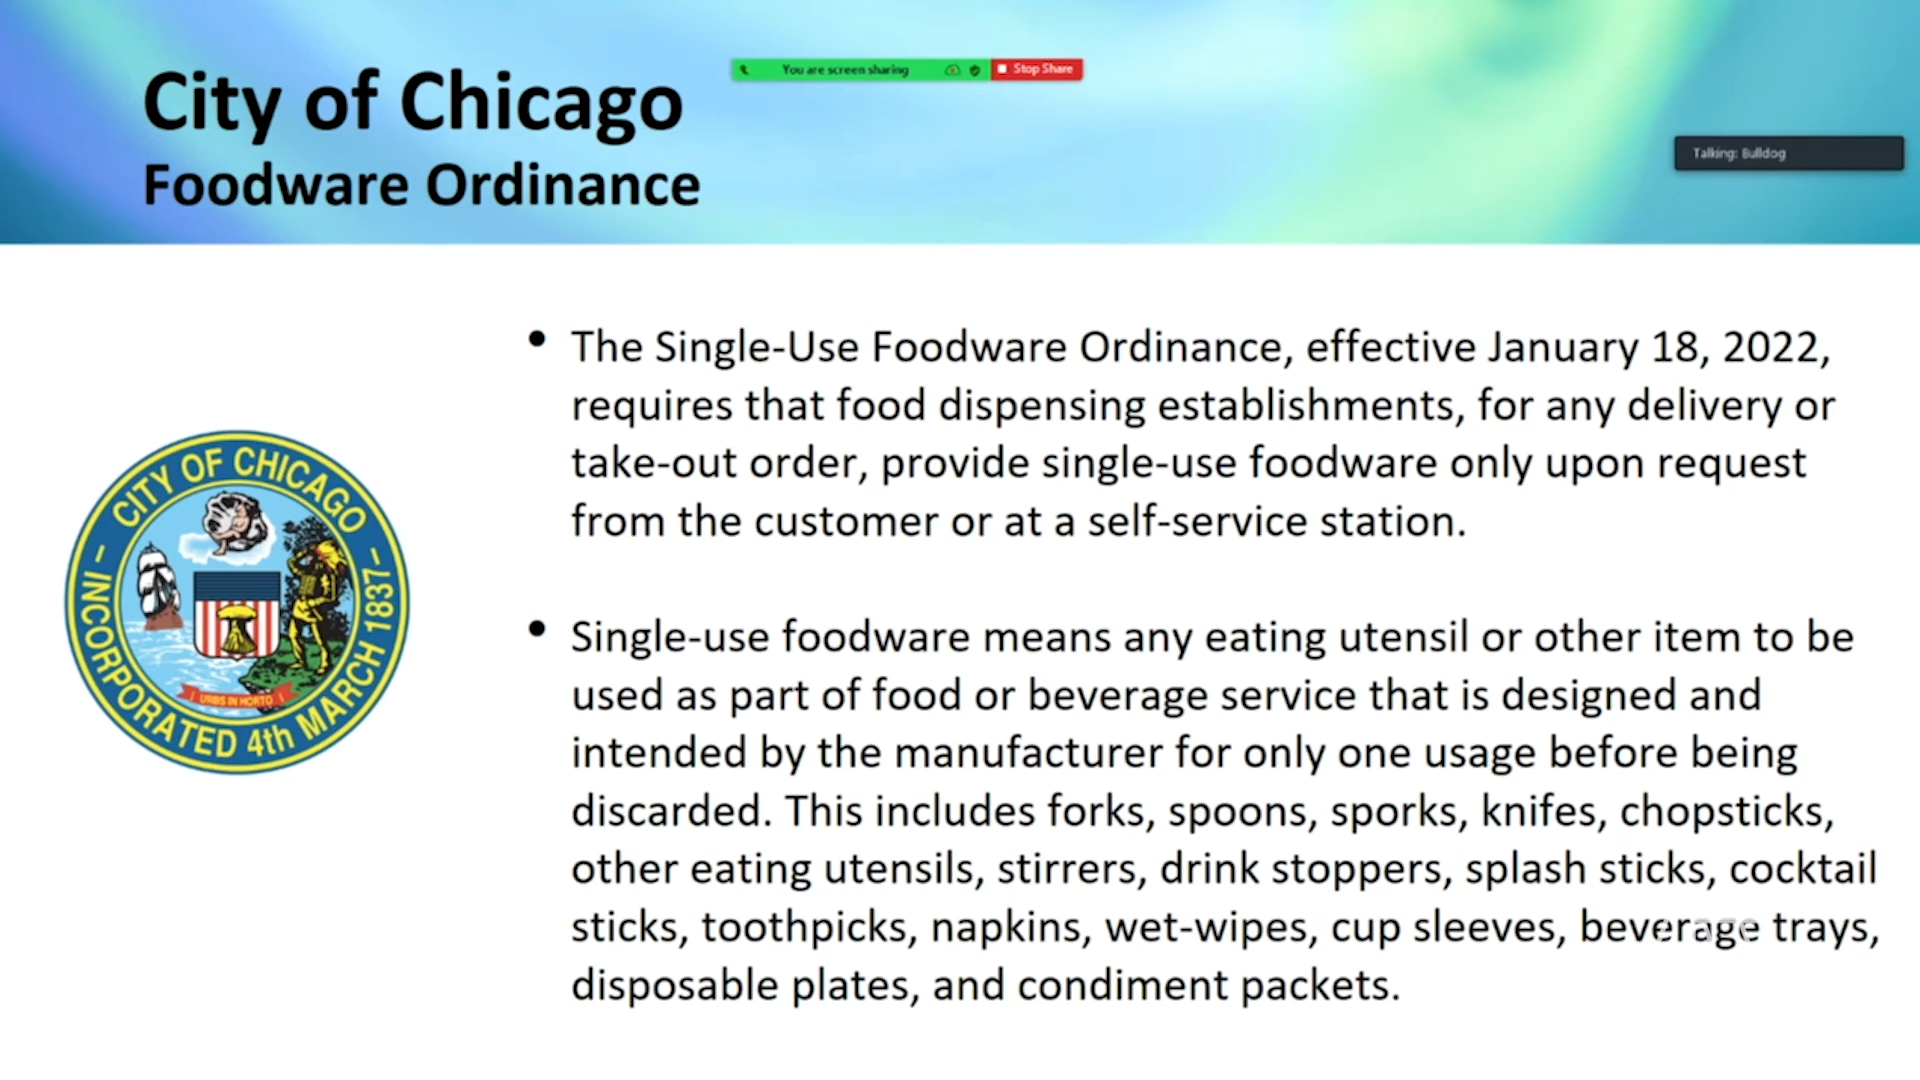 City of Chicago
Foodware Ordinance
You are screen sharing
Stop Share
Talking: Bulldog
• The Single-Use Foodware Ordinance, effective January 18, 2022,
requires that food dispensing establishments, for any delivery or
take-out order, provide single-use foodware only upon request
from the customer or at a self-service station.
• Single-use foodware means any eating utensil or other item to be
used as part of food or beverage service that is designed and
intended by the manufacturer for only one usage before being
discarded. This includes forks, spoons, sporks, knifes, chopsticks,
other eating utensils, stirrers, drink stoppers, splash sticks, cocktail
sticks, toothpicks, napkins, wet-wipes, cup sleeves, beverage trays,
disposable plates, and condiment packets.
CITY OF CHICAGO
INCORPORATED 4th MARCH 1837
URBS IN HORTO